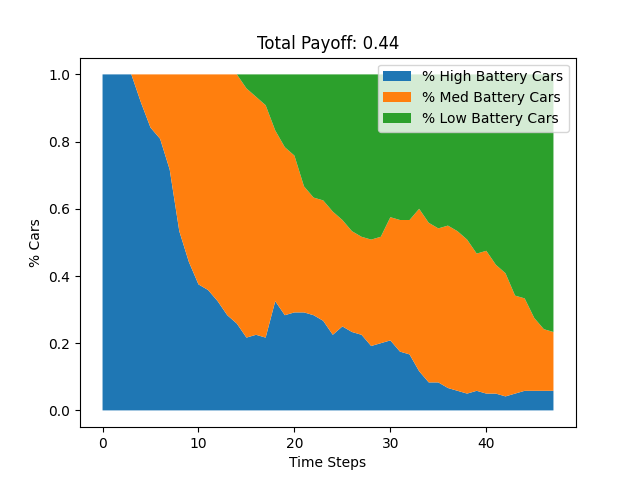 Total Payoff: 0.44
% High Battery Cars
% Med Battery Cars
% Low Battery Cars
1.0
0.8
0.6
0.4
0.2
0.0
% Cars
0 10 20 30 40
Time Steps